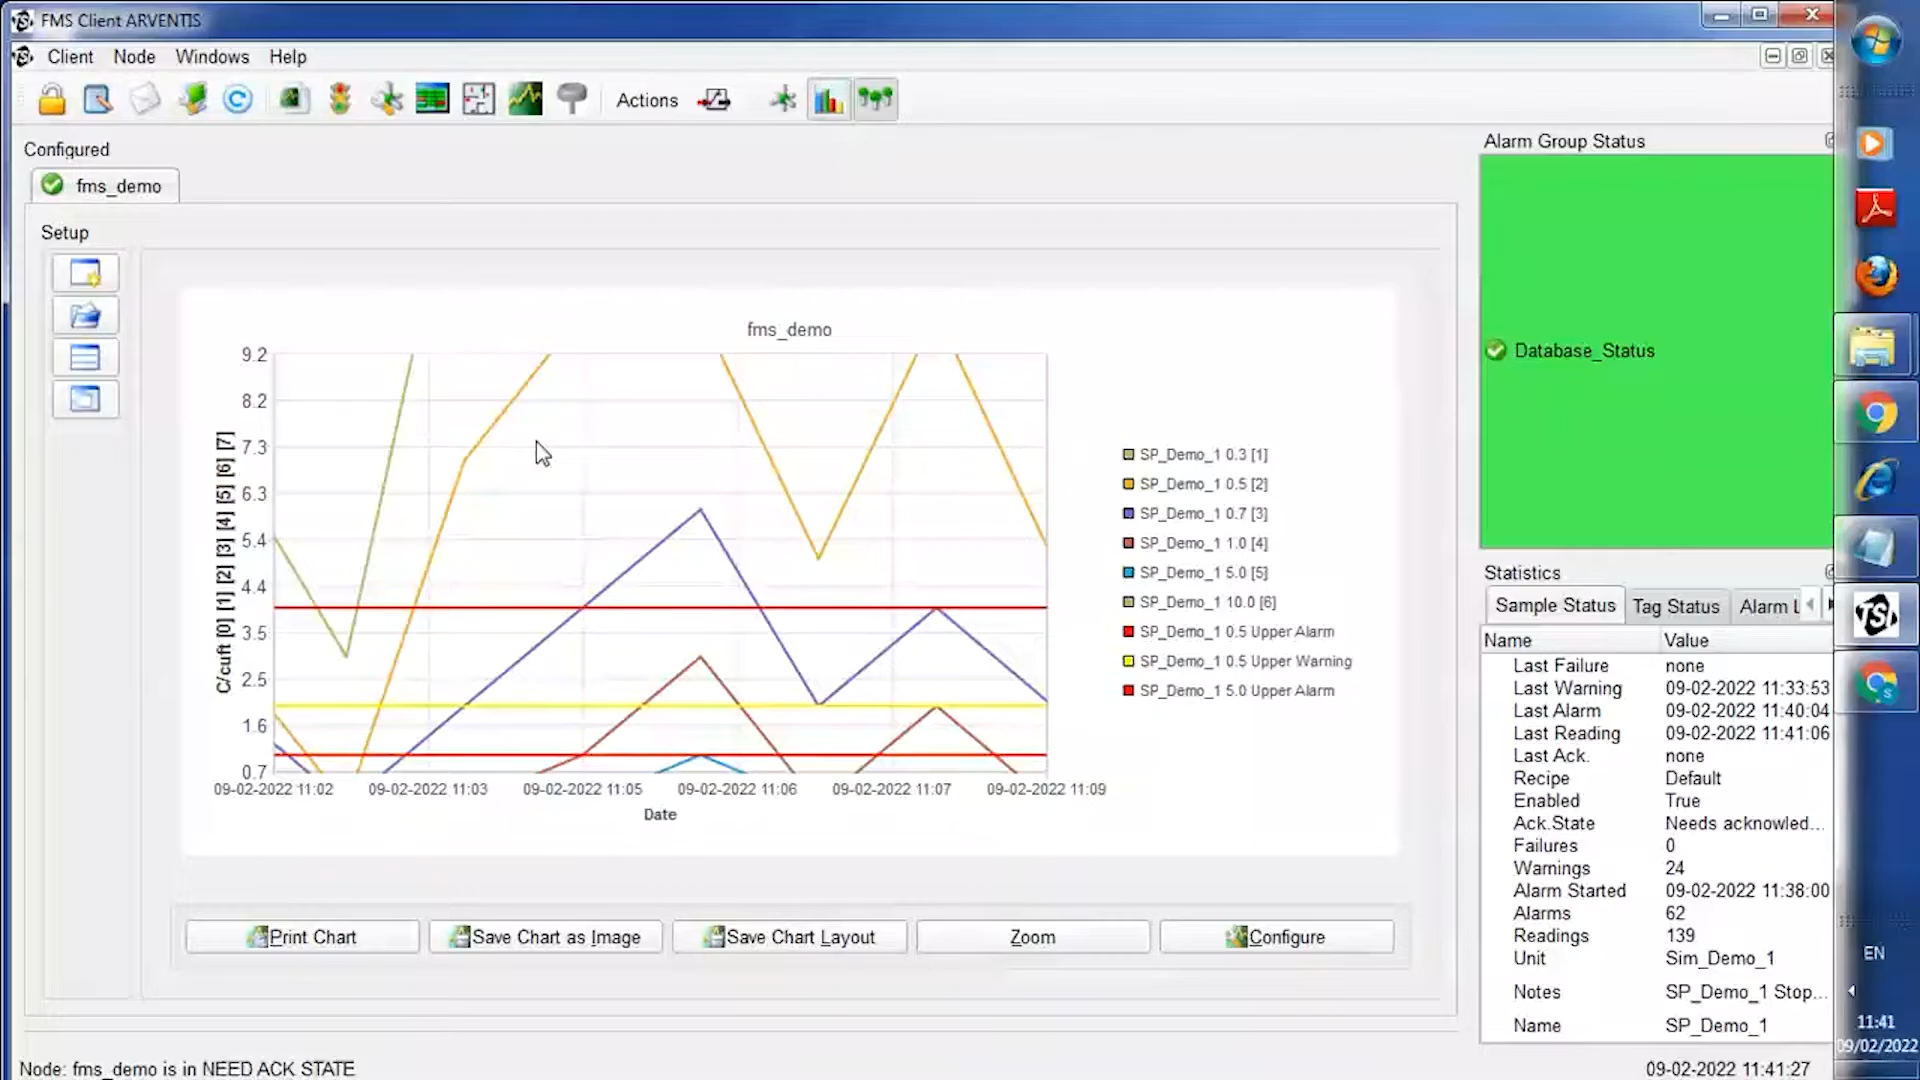 FMS Client ARVENTIS
Client Node Windows Help
Actions
Configured
fms_demo
Setup
fms_demo
9.2
8.2
7.3
6.3
5.4
4.4
3.5
2.5
1.6
0.7
C/cuft [0] [1] [2] [3] [4] [5] [6] [7]
09-02-2022 11:02 09-02-2022 11:03 09-02-2022 11:05 09-02-2022 11:06 09-02-2022 11:07 09-02-2022 11:09
Date
SP_Demo_1 0.3 [1]
SP_Demo_1 0.5 [2]
SP_Demo_1 0.7 [3]
SP_Demo_1 1.0 [4]
SP_Demo_1 5.0 [5]
SP_Demo_1 10.0 [6]
SP_Demo_1 0.5 Upper Alarm
SP_Demo_1 0.5 Upper Warning
SP_Demo_1 5.0 Upper Alarm
Print Chart Save Chart as Image Save Chart Layout Zoom Configure
Alarm Group Status
Database_Status
Statistics
Sample Status Tag Status Alarm L
Name Value
Last Failure none
Last Warning 09-02-2022 11:33:53
Last Alarm 09-02-2022 11:40:04
Last Reading 09-02-2022 11:41:06
Last Ack. none
Recipe Default
Enabled True
Ack.State Needs acknowled...
Failures 0
Warnings 24
Alarm Started 09-02-2022 11:38:00
Alarms 62
Readings 139
Unit Sim_Demo_1
Notes SP_Demo_1 Stop...
Name SP_Demo_1
Node: fms_demo is in NEED ACK STATE
09-02-2022 11:41:27
TSI
EN
11:41
09/02/2022